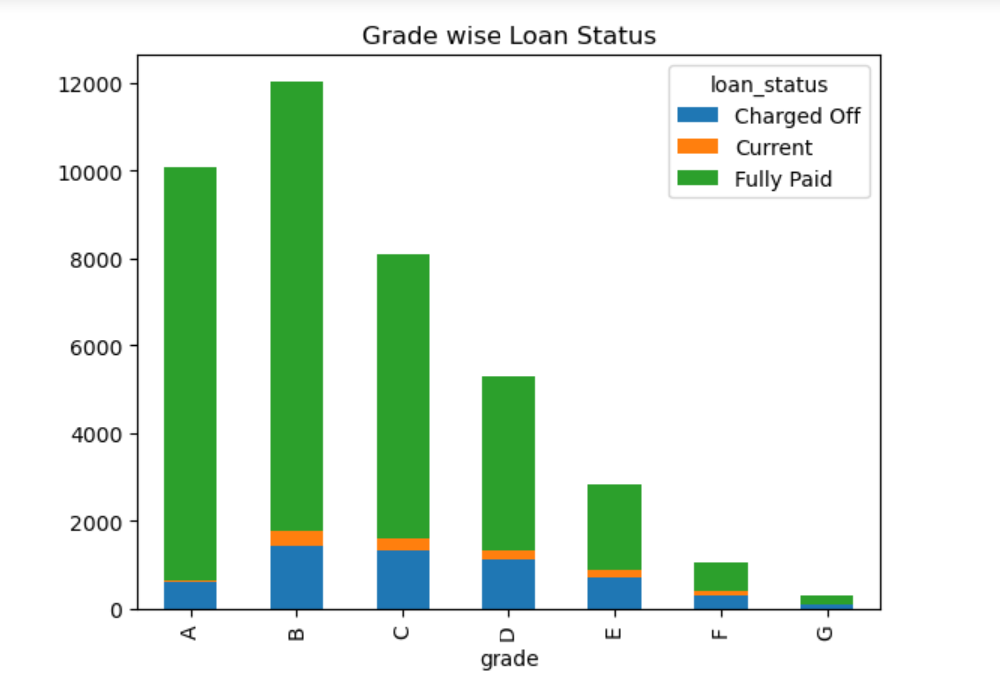 Grade wise Loan Status
12000
10000
8000
6000
4000
2000
0
loan_status
Charged Off
Current
Fully Paid
A
B
C
D
E
F
G
grade